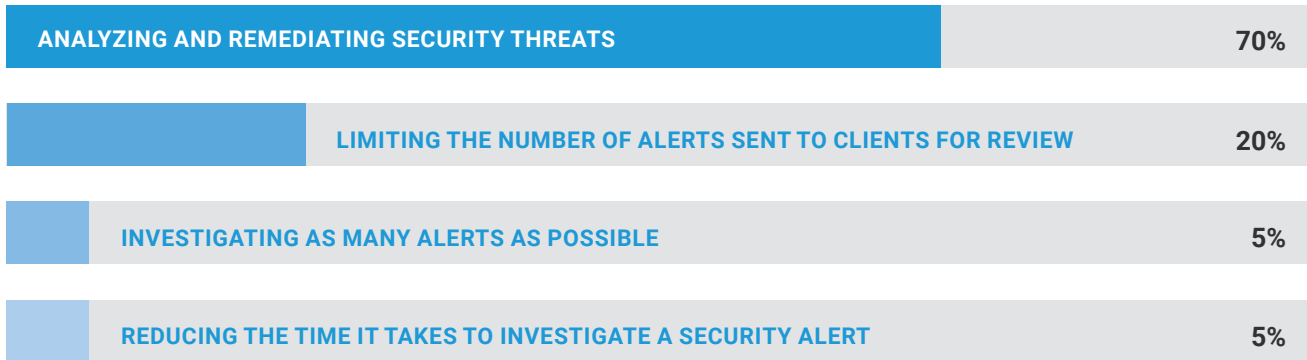 ANALYZING AND REMEDIATING SECURITY THREATS 70%
LIMITING THE NUMBER OF ALERTS SENT TO CLIENTS FOR REVIEW 20%
INVESTIGATING AS MANY ALERTS AS POSSIBLE 5%
REDUCING THE TIME IT TAKES TO INVESTIGATE A SECURITY ALERT 5%